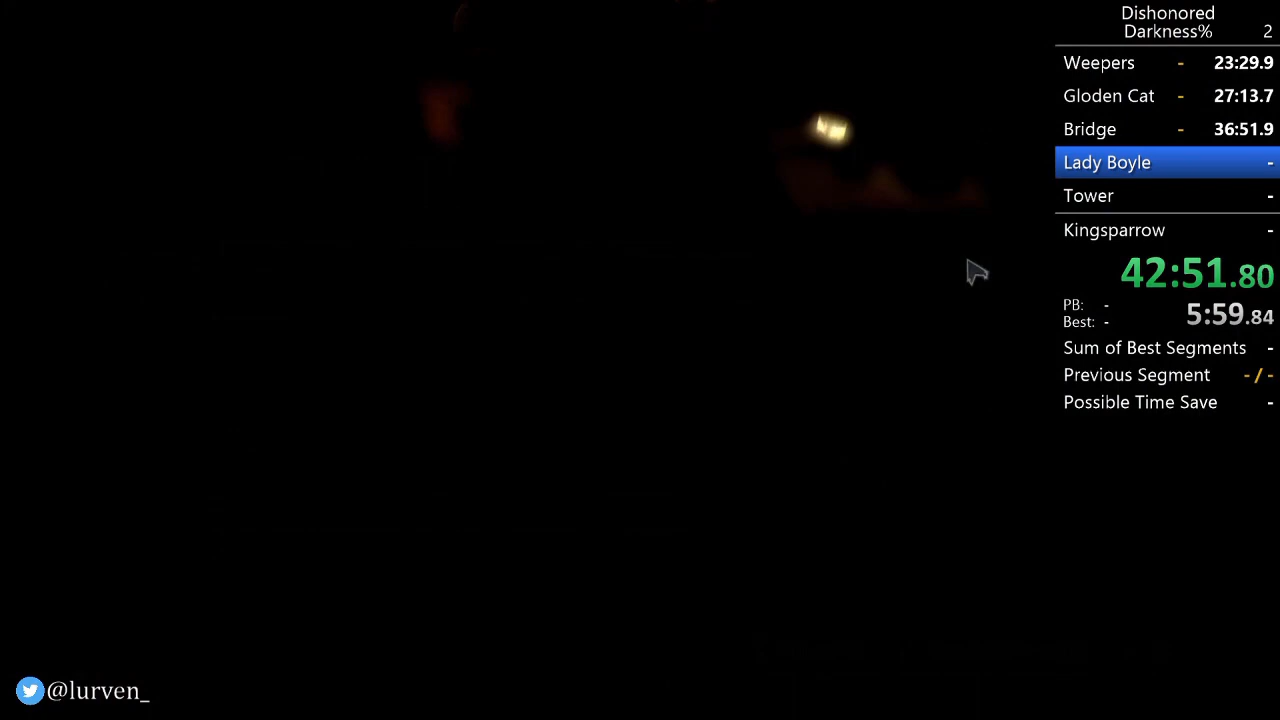 Dishonored
Darkness% 2
Weepers - 23:29.9
Gloden Cat - 27:13.7
Bridge - 36:51.9
Lady Boyle -
Tower -
Kingsparrow -
42:51.80
PB: - 5:59.84
Best: -
Sum of Best Segments -
Previous Segment - / -
Possible Time Save -
@lurven_